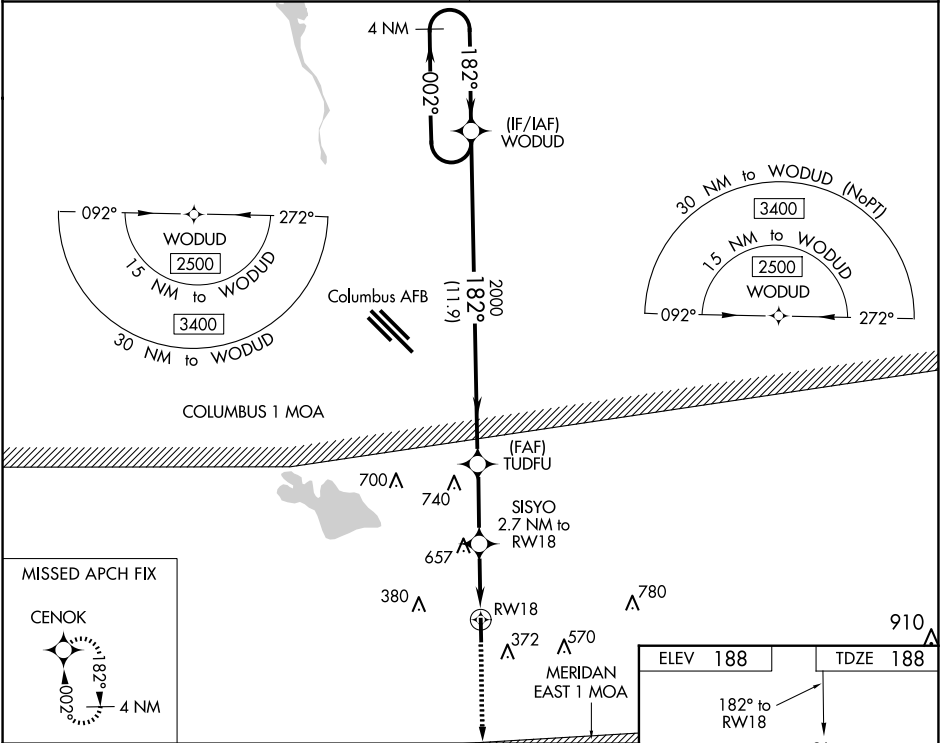 4 NM
182°
002°
(IF/IAF)
WODUD
092°
272°
WODUD
2500
15 NM to WODUD
3400
30 NM to WODUD
30 NM to WODUD (NoPT)
3400
15 NM to WODUD
2500
WODUD
092°
272°
Columbus AFB
2000
182°
(11.9)
COLUMBUS 1 MOA
(FAF)
TUDFU
700
740
SISYO
2.7 NM to
RW18
657
MISSED APCH FIX
CENOK
182°
002°
4 NM
380
RW18
780
372
570
910
MERIDAN
EAST 1 MOA
ELEV 188
TDZE 188
182° to
RW18